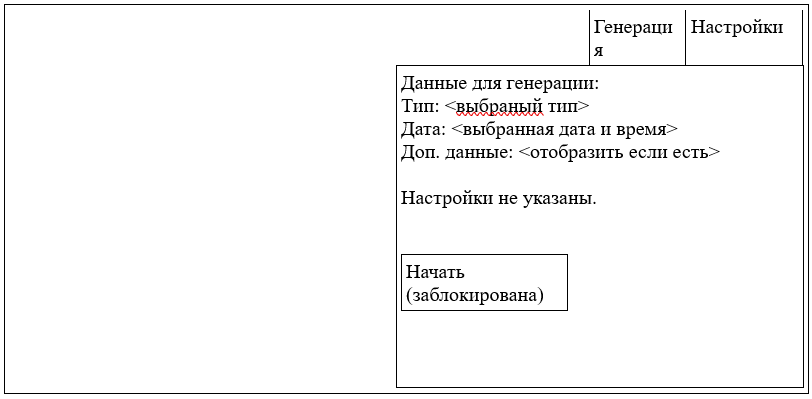 Генераци
я
Настройки
Данные для генерации:
Тип: <выбраный тип>
Дата: <выбранная дата и время>
Доп. данные: <отобразить если есть>
Настройки не указаны.
Начать
(заблокирована)